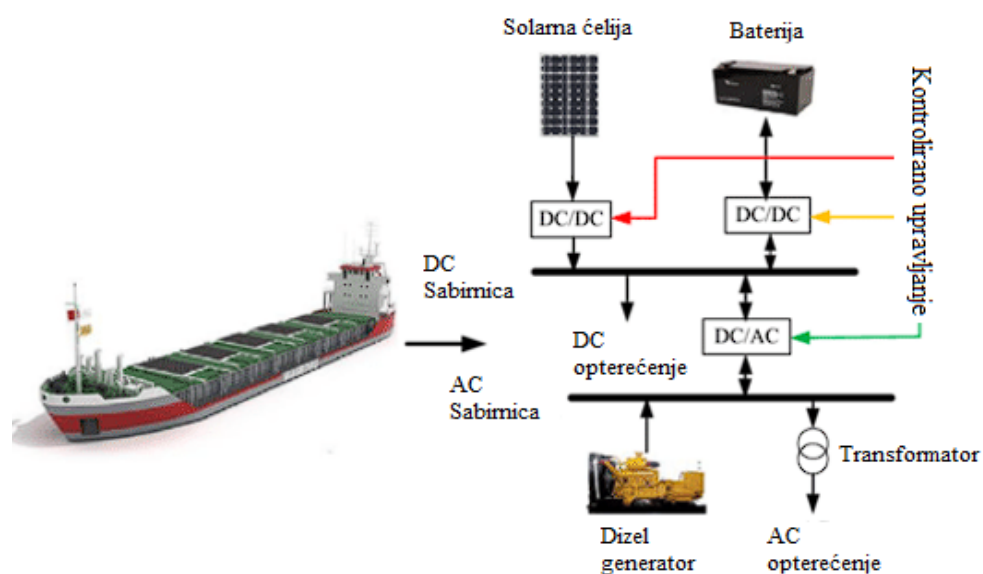 Solarna ćelija
Baterija
Kontrolirano upravljanje
DC/DC
DC/DC
DC
Sabirnica
DC
opterećenje
DC/AC
AC
Sabirnica
Transformator
Dizel
generator
AC
opterećenje